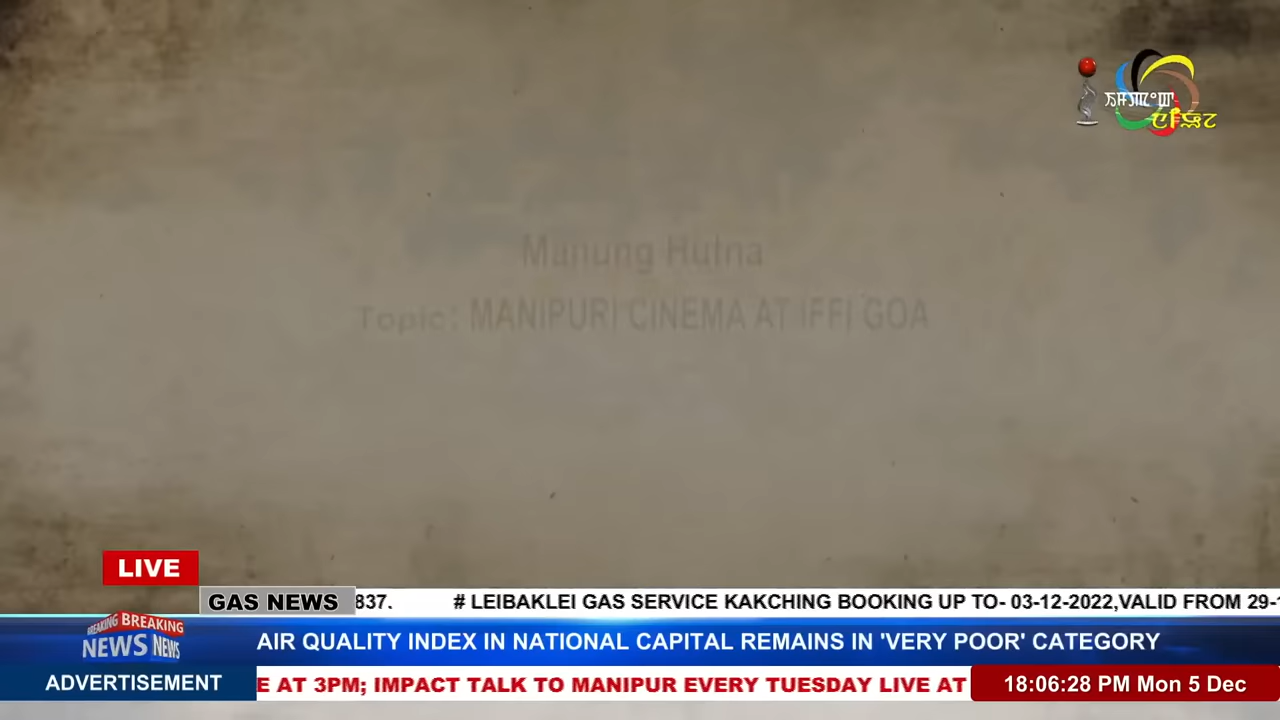 Manung Hutna
Topic: MANIPURI CINEMA AT IFFI GOA
LIVE
GAS NEWS
837. # LEIBAKLEI GAS SERVICE KAKCHING BOOKING UP TO- 03-12-2022,VALID FROM 29-
BREAKING BREAKING
NEWS NEWS
AIR QUALITY INDEX IN NATIONAL CAPITAL REMAINS IN 'VERY POOR' CATEGORY
ADVERTISEMENT
E AT 3PM; IMPACT TALK TO MANIPUR EVERY TUESDAY LIVE AT
18:06:28 PM Mon 5 Dec